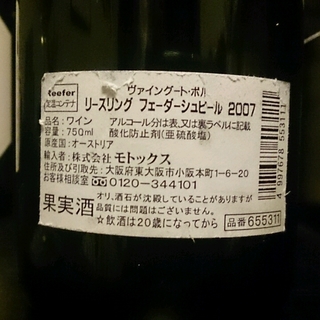 reefer
定温コンテナ
ヴァイングート・ポル
リースリング フェーダーシュピール 2007
品名:ワイン アルコール分は表、又は裏ラベルに記載
容量:750ml 酸化防止剤(亜硫酸塩)
原産国:オーストリア
輸入者:株式会社 モトックス
住所及び引取先:大阪府東大阪市小阪本町1-6-20
お客様相談室 0120-344101
果実酒
オリ、酒石が沈殿していることがありますが
品質には問題はございません。
☆飲酒は20歳になってから
品番 655311
4 997678 553111